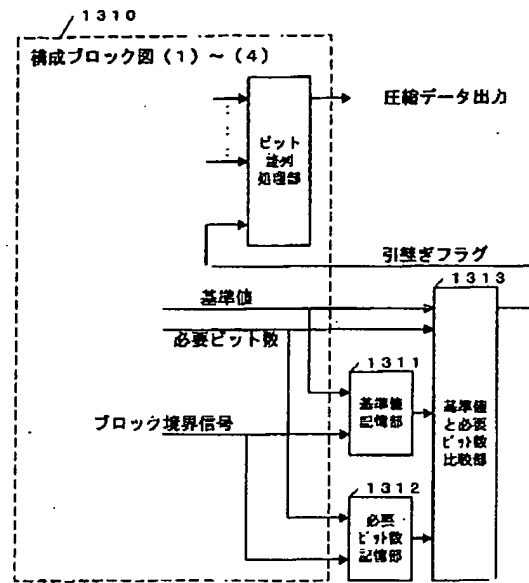 1310
構成ブロック図(1)~(4)
圧縮データ出力
ビット
並列
処理部
引継ぎフラグ
1313
基準値
必要ビット数
1311
基準値
記憶部
基準値
と必要
ビット数
比較部
ブロック境界信号
1312
必要
ビット数
記憶部